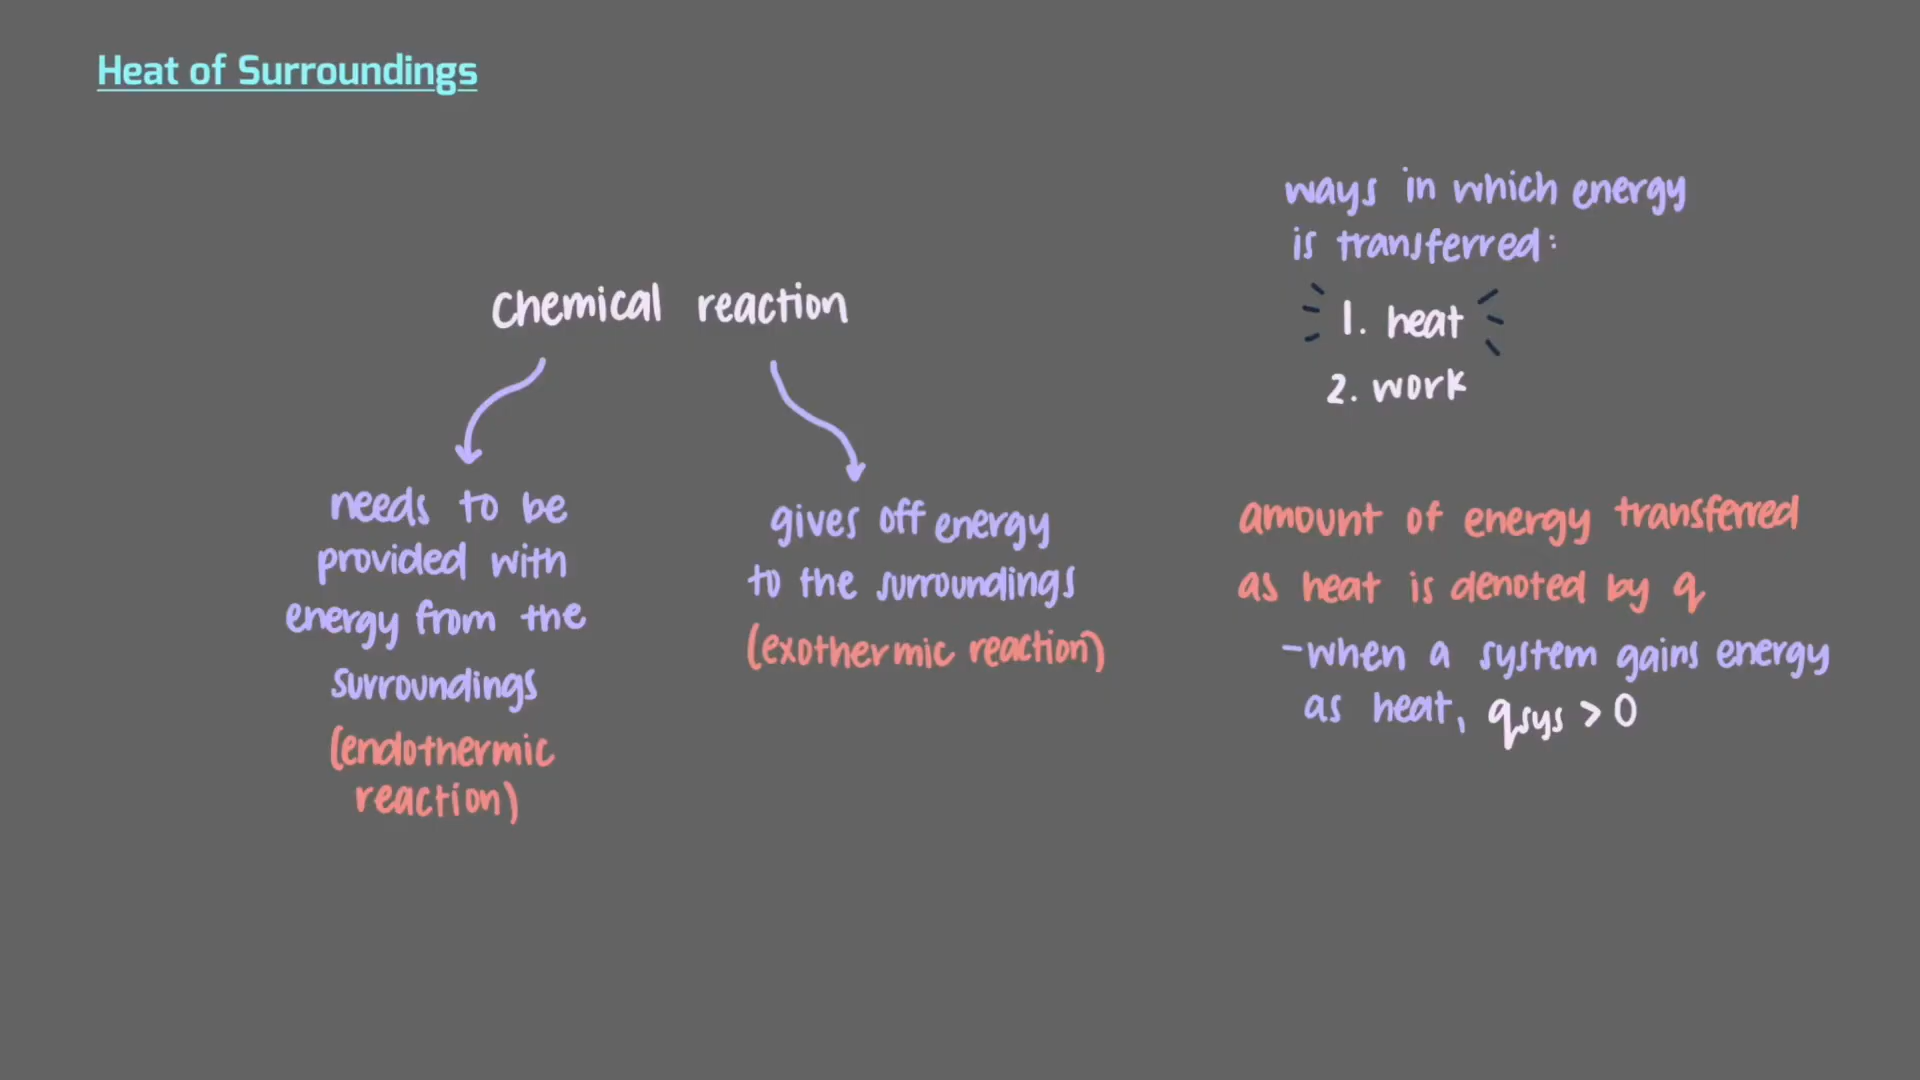 Heat of Surroundings
chemical reaction
needs to be
provided with
energy from the
surroundings
(endothermic
reaction)
gives off energy
to the surroundings
(exothermic reaction)
ways in which energy
is transferred:
1. heat
2. work
amount of energy transferred
as heat is denoted by q
-when a system gains energy
as heat, qsys > 0